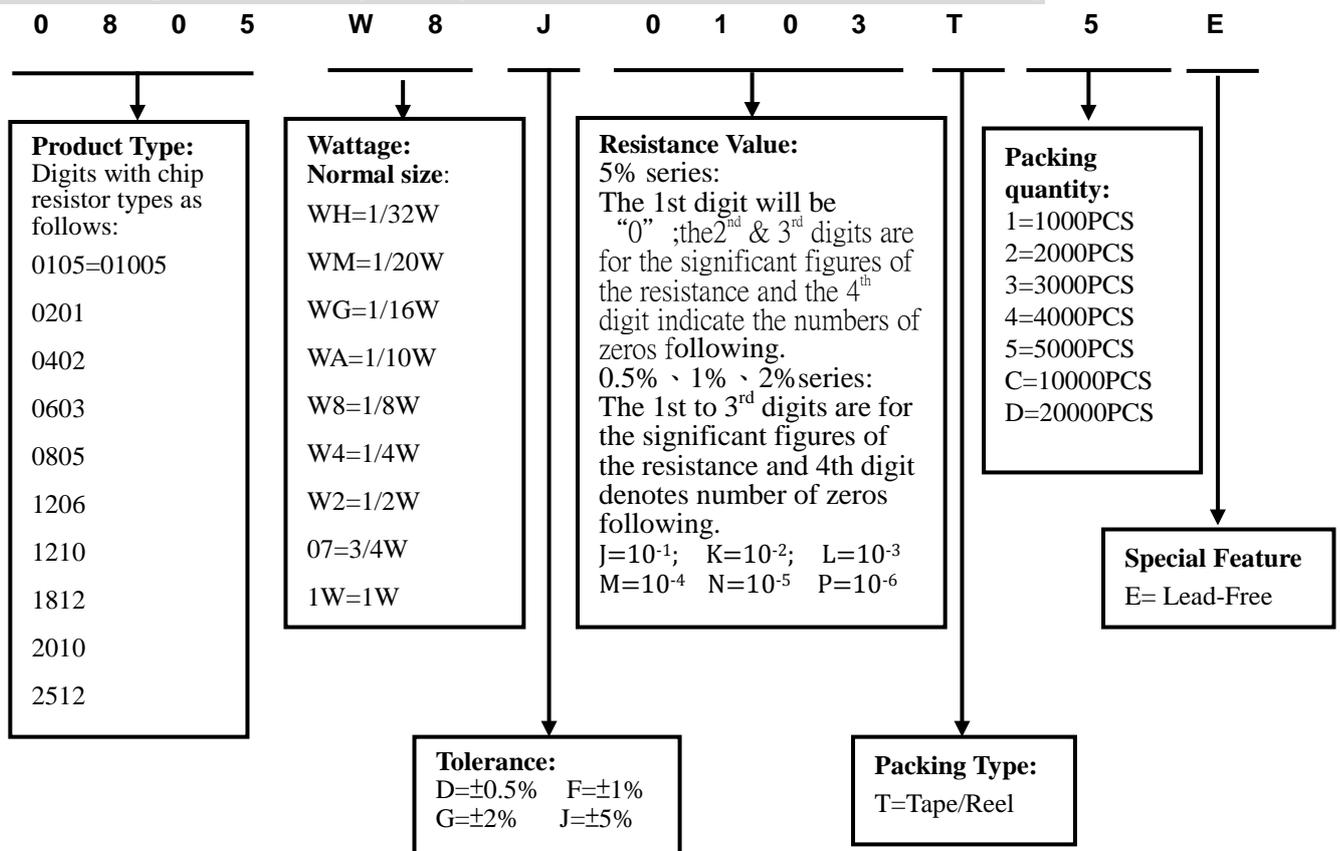 0 8 0 5 W 8 J 0 1 0 3 T 5 E
Product Type:
Digits with chip
resistor types as
follows:
0105=01005
0201
0402
0603
0805
1206
1210
1812
2010
2512
Wattage:
Normal size:
WH=1/32W
WM=1/20W
WG=1/16W
WA=1/10W
W8=1/8W
W4=1/4W
W2=1/2W
07=3/4W
1W=1W
Resistance Value:
5% series:
The 1st digit will be
“0” ;the2nd & 3rd digits are
for the significant figures of
the resistance and the 4th
digit indicate the numbers of
zeros following.
0.5%、1%、2%series:
The 1st to 3rd digits are for
the significant figures of
the resistance and 4th digit
denotes number of zeros
following.
J=10-1; K=10-2; L=10-3
M=10-4 N=10-5 P=10-6
Packing
quantity:
1=1000PCS
2=2000PCS
3=3000PCS
4=4000PCS
5=5000PCS
C=10000PCS
D=20000PCS
Special Feature
E= Lead-Free
Tolerance:
D=±0.5% F=±1%
G=±2% J=±5%
Packing Type:
T=Tape/Reel